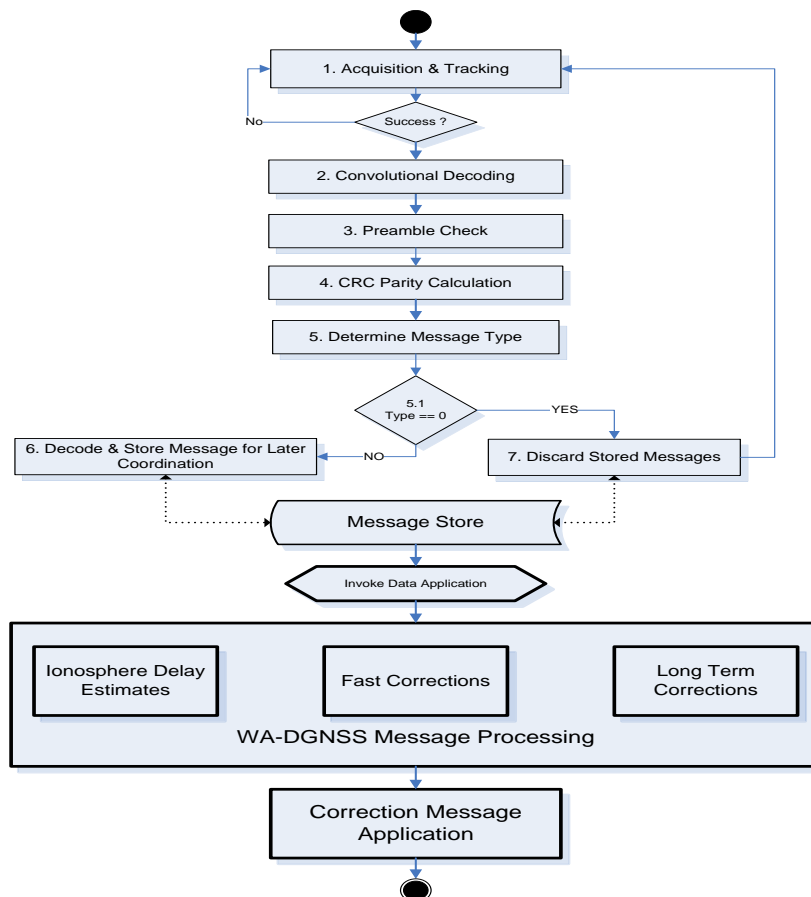 1. Acquisition & Tracking
Success ?
No
2. Convolutional Decoding
3. Preamble Check
4. CRC Parity Calculation
5. Determine Message Type
5.1
Type == 0
YES
NO
6. Decode & Store Message for Later
Coordination
7. Discard Stored Messages
Message Store
Invoke Data Application
Ionosphere Delay
Estimates
Fast Corrections
Long Term
Corrections
WA-DGNSS Message Processing
Correction Message
Application